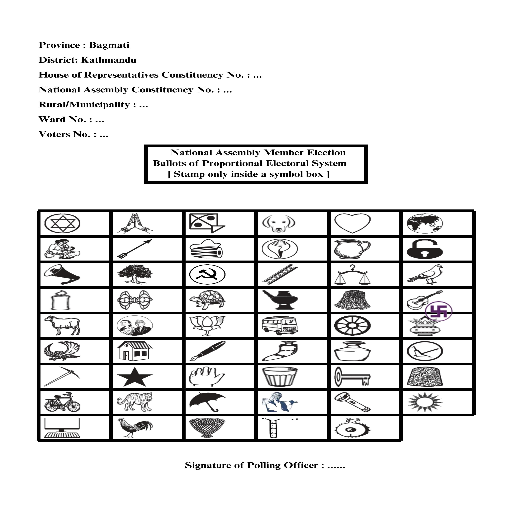 Province : Bagmati
District: Kathmandu
House of Representatives Constituency No. : ...
National Assembly Constituency No. : ...
Rural/Municipality : ...
Ward No. : ...
Voters No. : ...
National Assembly Member Election
Ballots of Proportional Electoral System
[ Stamp only inside a symbol box ]
Signature of Polling Officer : ......